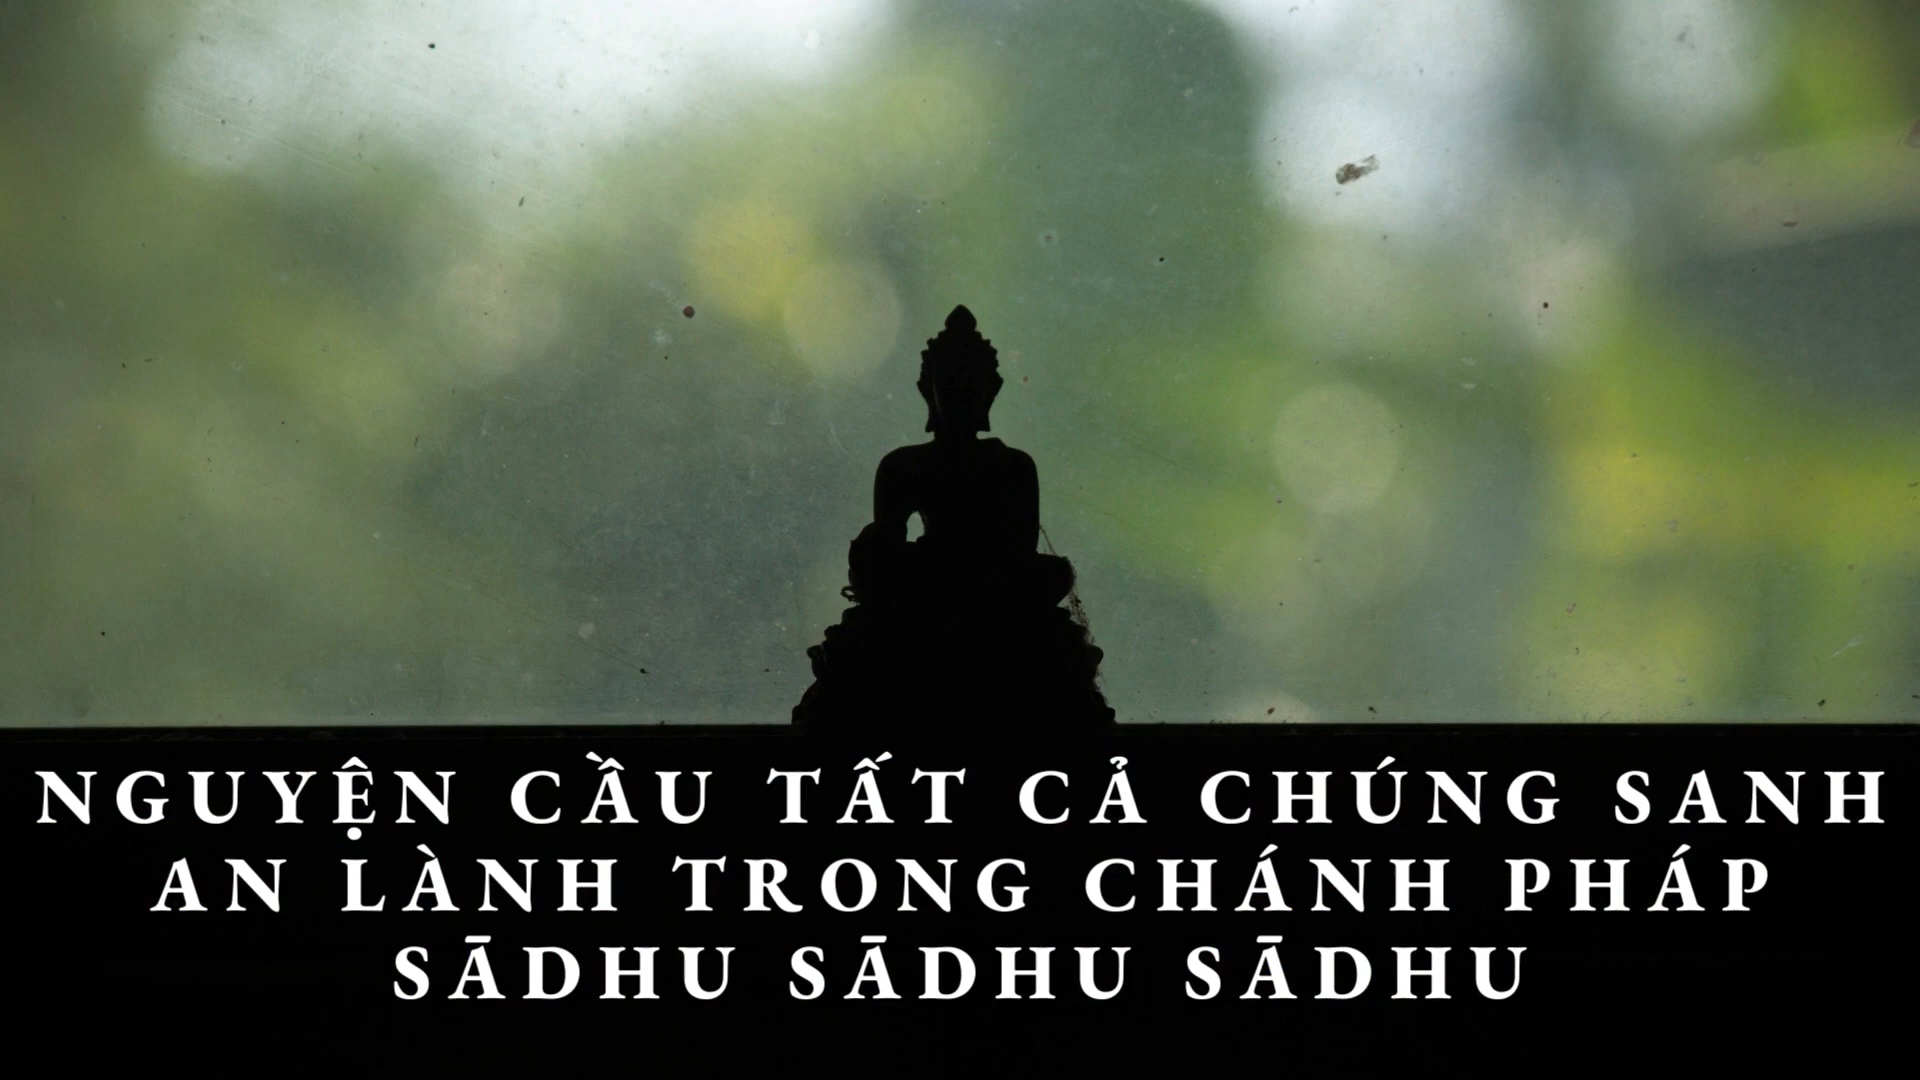 NGUYỆN CẦU TẤT CẢ CHÚNG SANH
AN LÀNH TRONG CHÁNH PHÁP
SĀDHU SĀDHU SĀDHU